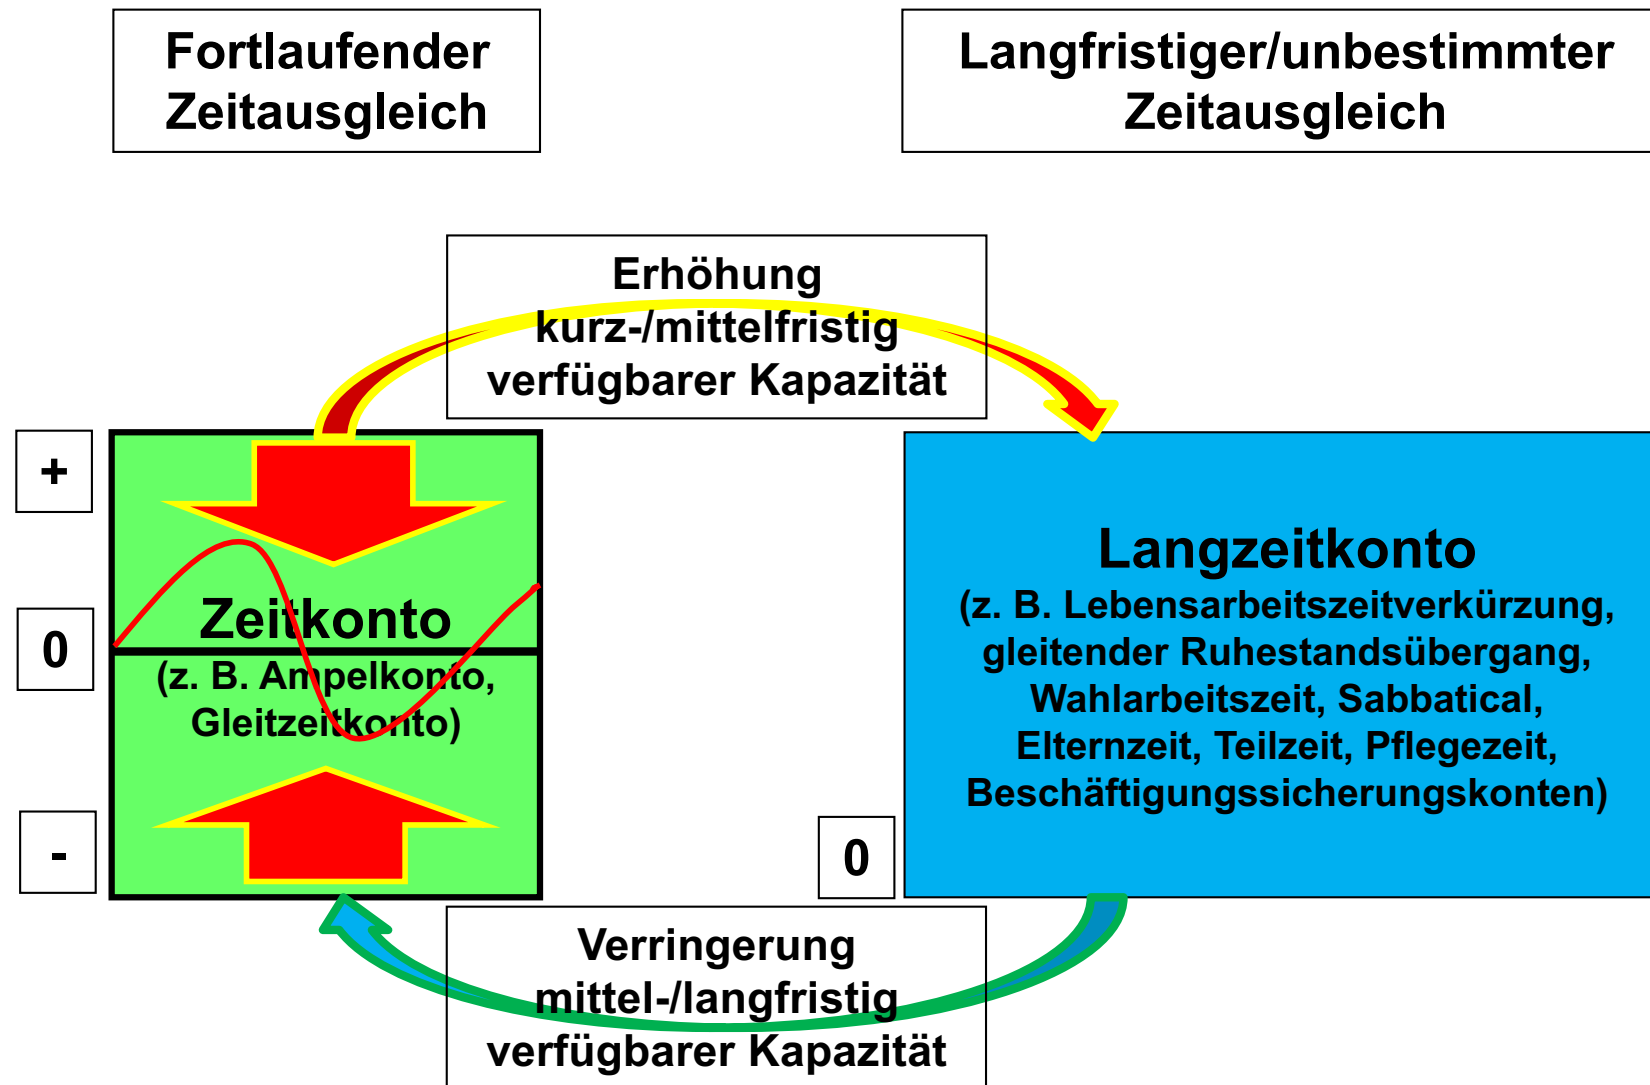 Fortlaufender
Zeitausgleich
Langfristiger/unbestimmter
Zeitausgleich
Erhöhung
kurz-/mittelfristig
verfügbarer Kapazität
+
0
-
Zeitkonto
(z. B. Ampelkonto,
Gleitzeitkonto)
Langzeitkonto
(z. B. Lebensarbeitszeitverkürzung,
gleitender Ruhestandsübergang,
Wahlarbeitszeit, Sabbatical,
Elternzeit, Teilzeit, Pflegezeit,
Beschäftigungssicherungskonten)
0
Verringerung
mittel-/langfristig
verfügbarer Kapazität